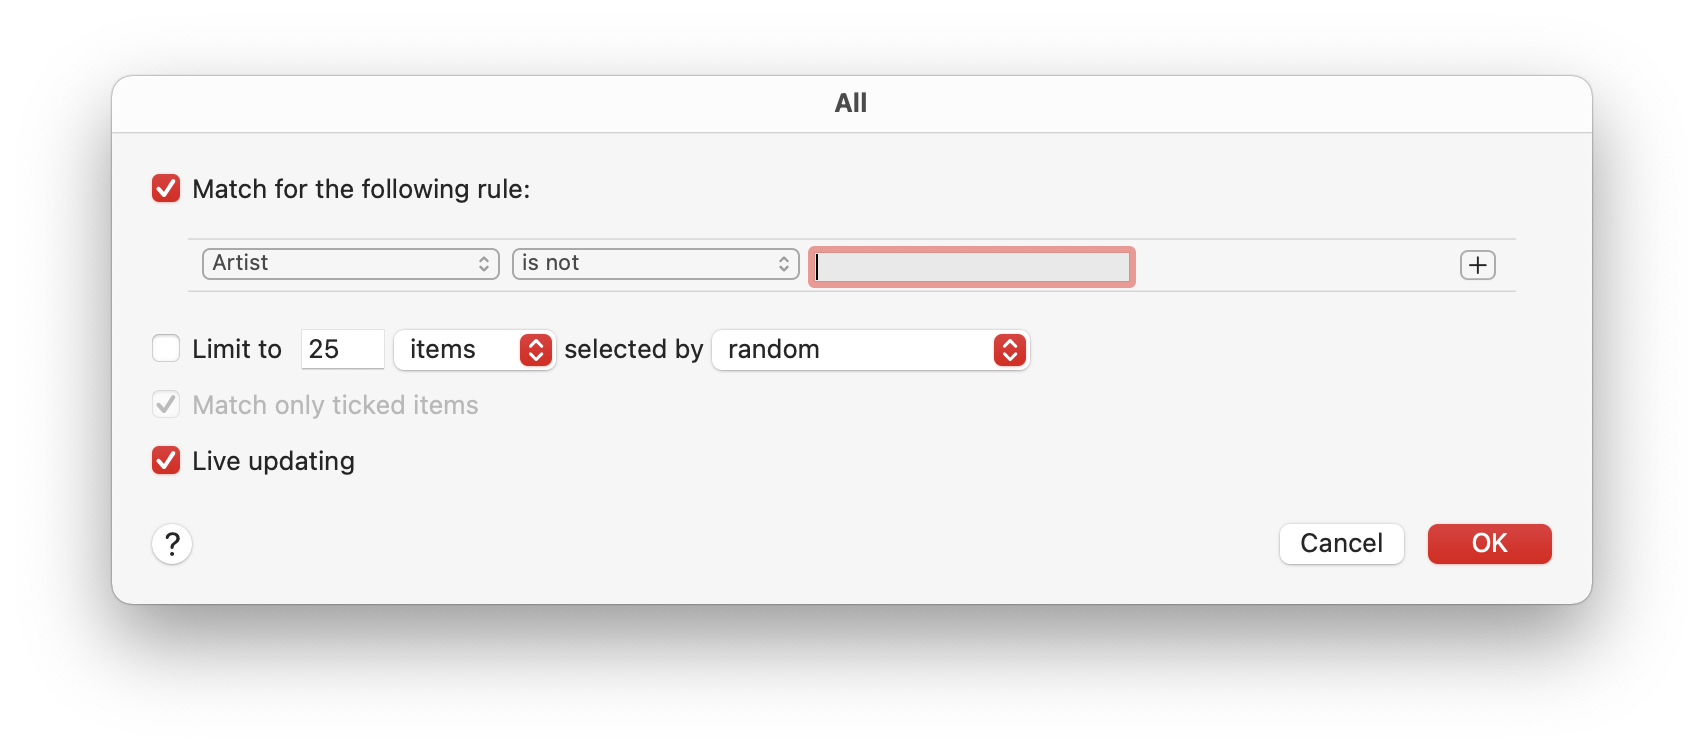 All
Match for the following rule:
Artist is not
Limit to 25 items selected by random
Match only ticked items
Live updating
? Cancel OK